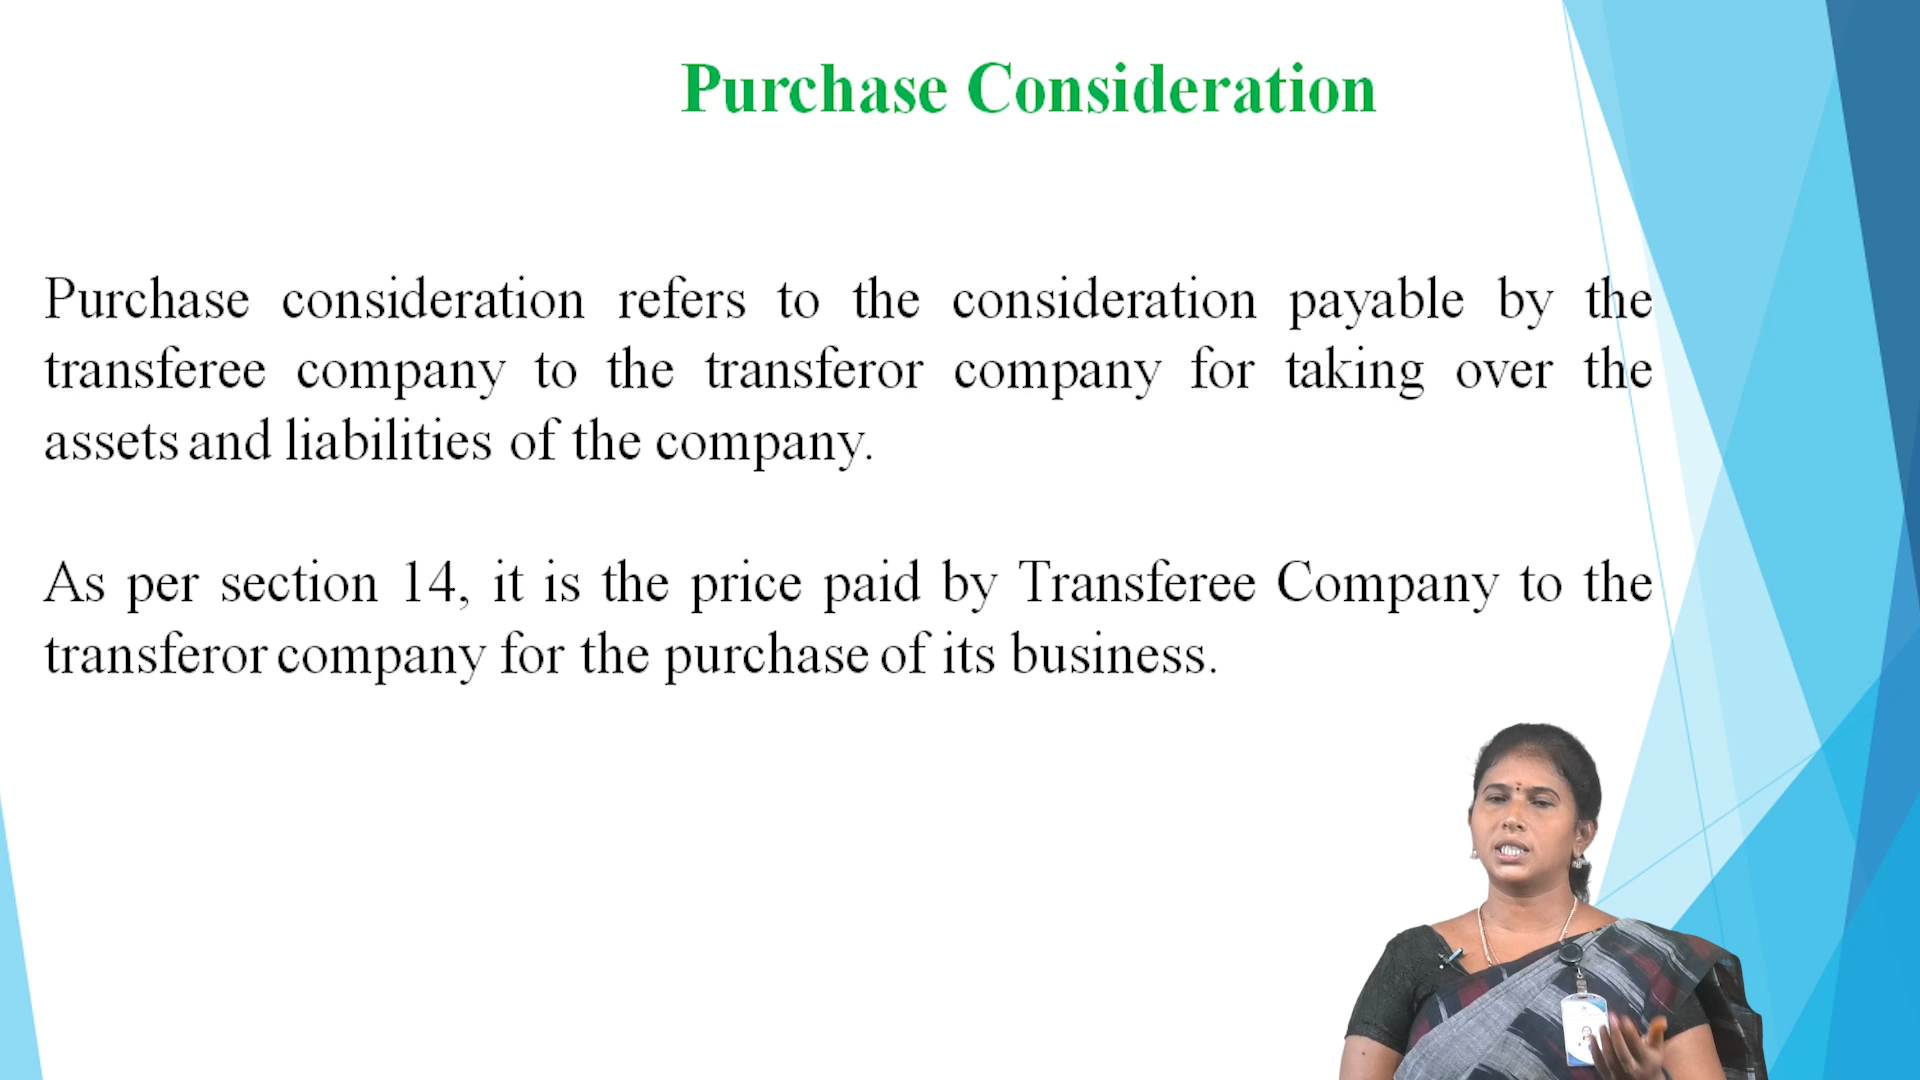 Purchase Consideration
Purchase consideration refers to the consideration payable by the
transferee company to the transferor company for taking over the
assets and liabilities of the company.
As per section 14, it is the price paid by Transferee Company to the
transferor company for the purchase of its business.